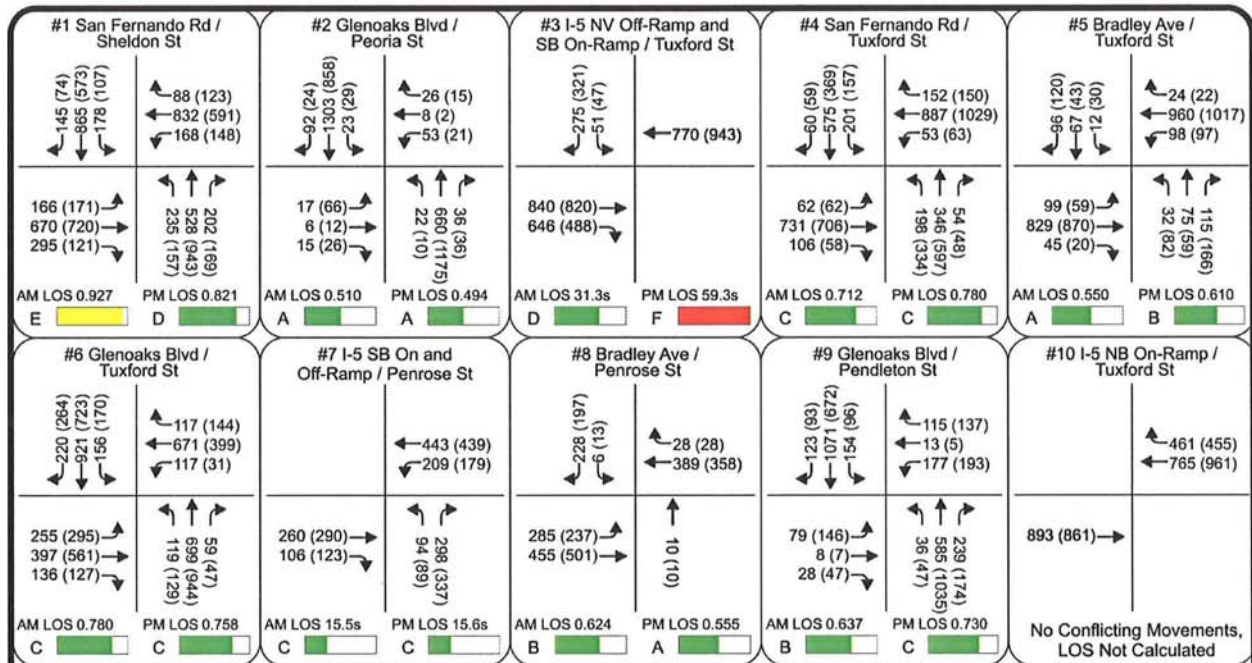 #1 San Fernando Rd /
Sheldon St
145 (74)
865 (573)
178 (107)
88 (123)
832 (591)
168 (148)
166 (171)
670 (720)
295 (121)
235 (157)
528 (943)
202 (169)
AM LOS 0.927
PM LOS 0.821
E
D
#2 Glenoaks Blvd /
Peoria St
92 (24)
1303 (858)
23 (29)
26 (15)
8 (2)
53 (21)
17 (66)
6 (12)
15 (26)
22 (10)
660 (1175)
36 (36)
AM LOS 0.510
PM LOS 0.494
A
A
#3 I-5 NV Off-Ramp and
SB On-Ramp / Tuxford St
275 (321)
51 (47)
770 (943)
840 (820)
646 (488)
AM LOS 31.3s
PM LOS 59.3s
D
F
#4 San Fernando Rd /
Tuxford St
60 (59)
575 (369)
201 (157)
152 (150)
887 (1029)
53 (63)
62 (62)
731 (706)
106 (58)
198 (334)
346 (597)
54 (48)
AM LOS 0.712
PM LOS 0.780
C
C
#5 Bradley Ave /
Tuxford St
96 (120)
67 (43)
12 (30)
24 (22)
960 (1017)
98 (97)
99 (59)
829 (870)
45 (20)
32 (82)
75 (59)
115 (166)
AM LOS 0.550
PM LOS 0.610
A
B
#6 Glenoaks Blvd /
Tuxford St
220 (264)
921 (723)
156 (170)
117 (144)
671 (399)
117 (31)
255 (295)
397 (561)
136 (127)
119 (129)
699 (944)
59 (47)
AM LOS 0.780
PM LOS 0.758
C
C
#7 I-5 SB On and
Off-Ramp / Penrose St
443 (439)
209 (179)
260 (290)
106 (123)
94 (89)
298 (337)
AM LOS 15.5s
PM LOS 15.6s
C
C
#8 Bradley Ave /
Penrose St
228 (197)
6 (13)
28 (28)
389 (358)
285 (237)
455 (501)
10 (10)
AM LOS 0.624
PM LOS 0.555
B
A
#9 Glenoaks Blvd /
Pendleton St
123 (93)
1071 (672)
154 (96)
115 (137)
13 (5)
177 (193)
79 (146)
8 (7)
28 (47)
36 (47)
585 (1035)
239 (174)
AM LOS 0.637
PM LOS 0.730
B
C
#10 I-5 NB On-Ramp /
Tuxford St
461 (455)
765 (961)
893 (861)
No Conflicting Movements,
LOS Not Calculated